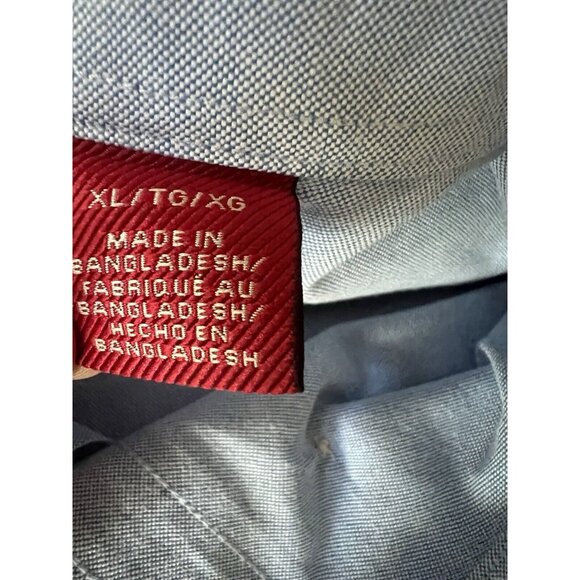 XL/TG/XG
MADE IN
BANGLADESH/
FABRIQUÉ AU
BANGLADESH/
HECHO EN
BANGLADESH